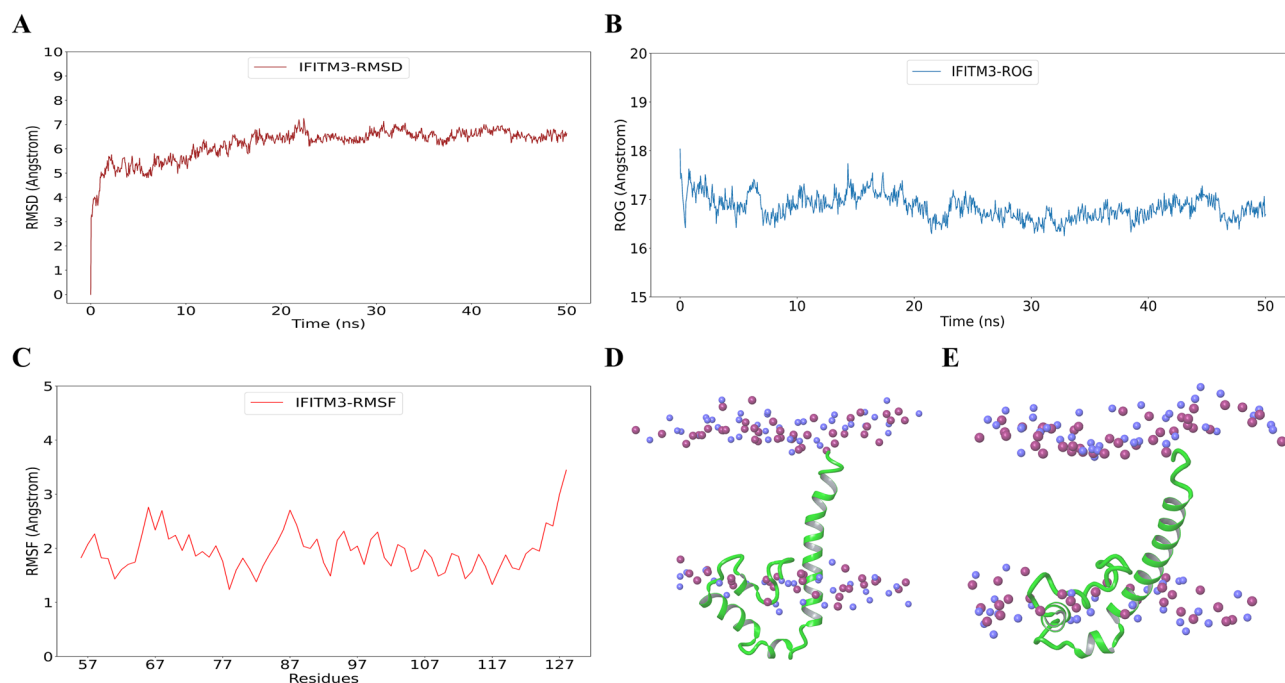 A
10
9
8
7
6
5
4
3
2
1
0
RMSD (Angstrom)
IFITM3-RMSD
0 10 20 30 40 50
Time (ns)
B
20
19
18
17
16
15
ROG (Angstrom)
IFITM3-ROG
0 10 20 30 40 50
Time (ns)
C
5
4
3
2
1
0
RMSF (Angstrom)
IFITM3-RMSF
57 67 77 87 97 107 117 127
Residues
D
E